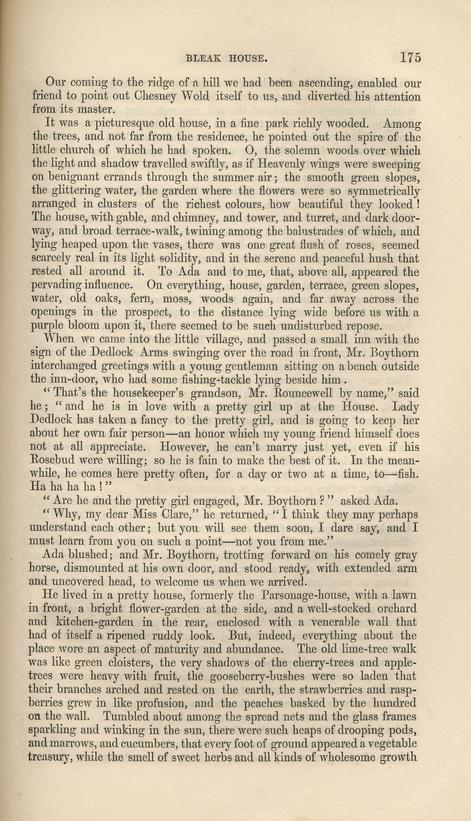 BLEAK HOUSE. 175
Our coming to the ridge of a hill we had been ascending, enabled our
friend to point out Chesney Wold itself to us, and diverted his attention
from its master.
It was a picturesque old house, in a fine park richly wooded. Among
the trees, and not far from the residence, he pointed out the spire of the
little church of which he had spoken. O, the solemn woods over which
the light and shadow travelled swiftly, as if Heavenly wings were sweeping
on benignant errands through the summer air; the smooth green slopes,
the glittering water, the garden where the flowers were so symmetrically
arranged in clusters of the richest colours, how beautiful they looked!
The house, with gable, and chimney, and tower, and turret, and dark door-
way, and broad terrace-walk, twining among the balustrades of which, and
lying heaped upon the vases, there was one great flush of roses, seemed
scarcely real in its light solidity, and in the serene and peaceful hush that
rested all around it. To Ada and to me, that, above all, appeared the
pervading influence. On everything, house, garden, terrace, green slopes,
water, old oaks, fern, moss, woods again, and far away across the
openings in the prospect, to the distance lying wide before us with a
purple bloom upon it, there seemed to be such undisturbed repose.
When we came into the little village, and passed a small inn with the
sign of the Dedlock Arms swinging over the road in front, Mr. Boythorn
interchanged greetings with a young gentleman sitting on a bench outside
the inn-door, who had some fishing-tackle lying beside him.
"That's the housekeeper's grandson, Mr. Rouncewell by name," said
he; "and he is in love with a pretty girl up at the House. Lady
Dedlock has taken a fancy to the pretty girl, and is going to keep her
about her own fair person—an honor which my young friend himself does
not at all appreciate. However, he can't marry just yet, even if his
Rosebud were willing; so he is fain to make the best of it. In the mean-
while, he comes here pretty often, for a day or two at a time, to—fish.
Ha ha ha ha!"
"Are he and the pretty girl engaged, Mr. Boythorn?" asked Ada.
"Why, my dear Miss Clare," he returned, "I think they may perhaps
understand each other; but you will see them soon, I dare say, and I
must learn from you on such a point—not you from me."
Ada blushed; and Mr. Boythorn, trotting forward on his comely gray
horse, dismounted at his own door, and stood ready, with extended arm
and uncovered head, to welcome us when we arrived.
He lived in a pretty house, formerly the Parsonage-house, with a lawn
in front, a bright flower-garden at the side, and a well-stocked orchard
and kitchen-garden in the rear, enclosed with a venerable wall that
had of itself a ripened ruddy look. But, indeed, everything about the
place wore an aspect of maturity and abundance. The old lime-tree walk
was like green cloisters, the very shadows of the cherry-trees and apple-
trees were heavy with fruit, the gooseberry-bushes were so laden that
their branches arched and rested on the earth, the strawberries and rasp-
berries grew in like profusion, and the peaches basked by the hundred
on the wall. Tumbled about among the spread nets and the glass frames
sparkling and winking in the sun, there were such heaps of drooping pods,
and marrows, and cucumbers, that every foot of ground appeared a vegetable
treasury, while the smell of sweet herbs and all kinds of wholesome growth